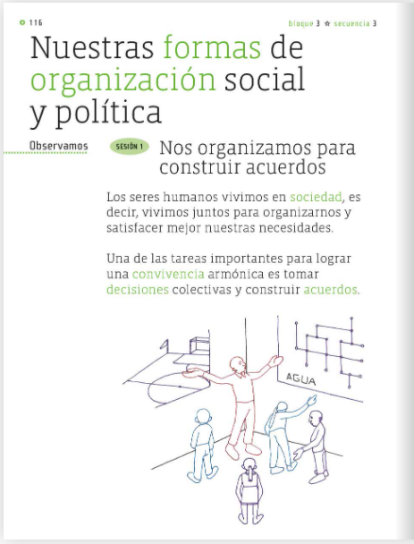 116
bloque 3 ☆ secuencia 3
Nuestras formas de
organización social
y política
Observamos
SESIÓN 1
Nos organizamos para
construir acuerdos
Los seres humanos vivimos en sociedad, es
decir, vivimos juntos para organizarnos y
satisfacer mejor nuestras necesidades.
Una de las tareas importantes para lograr
una convivencia armónica es tomar
decisiones colectivas y construir acuerdos.
AGUA